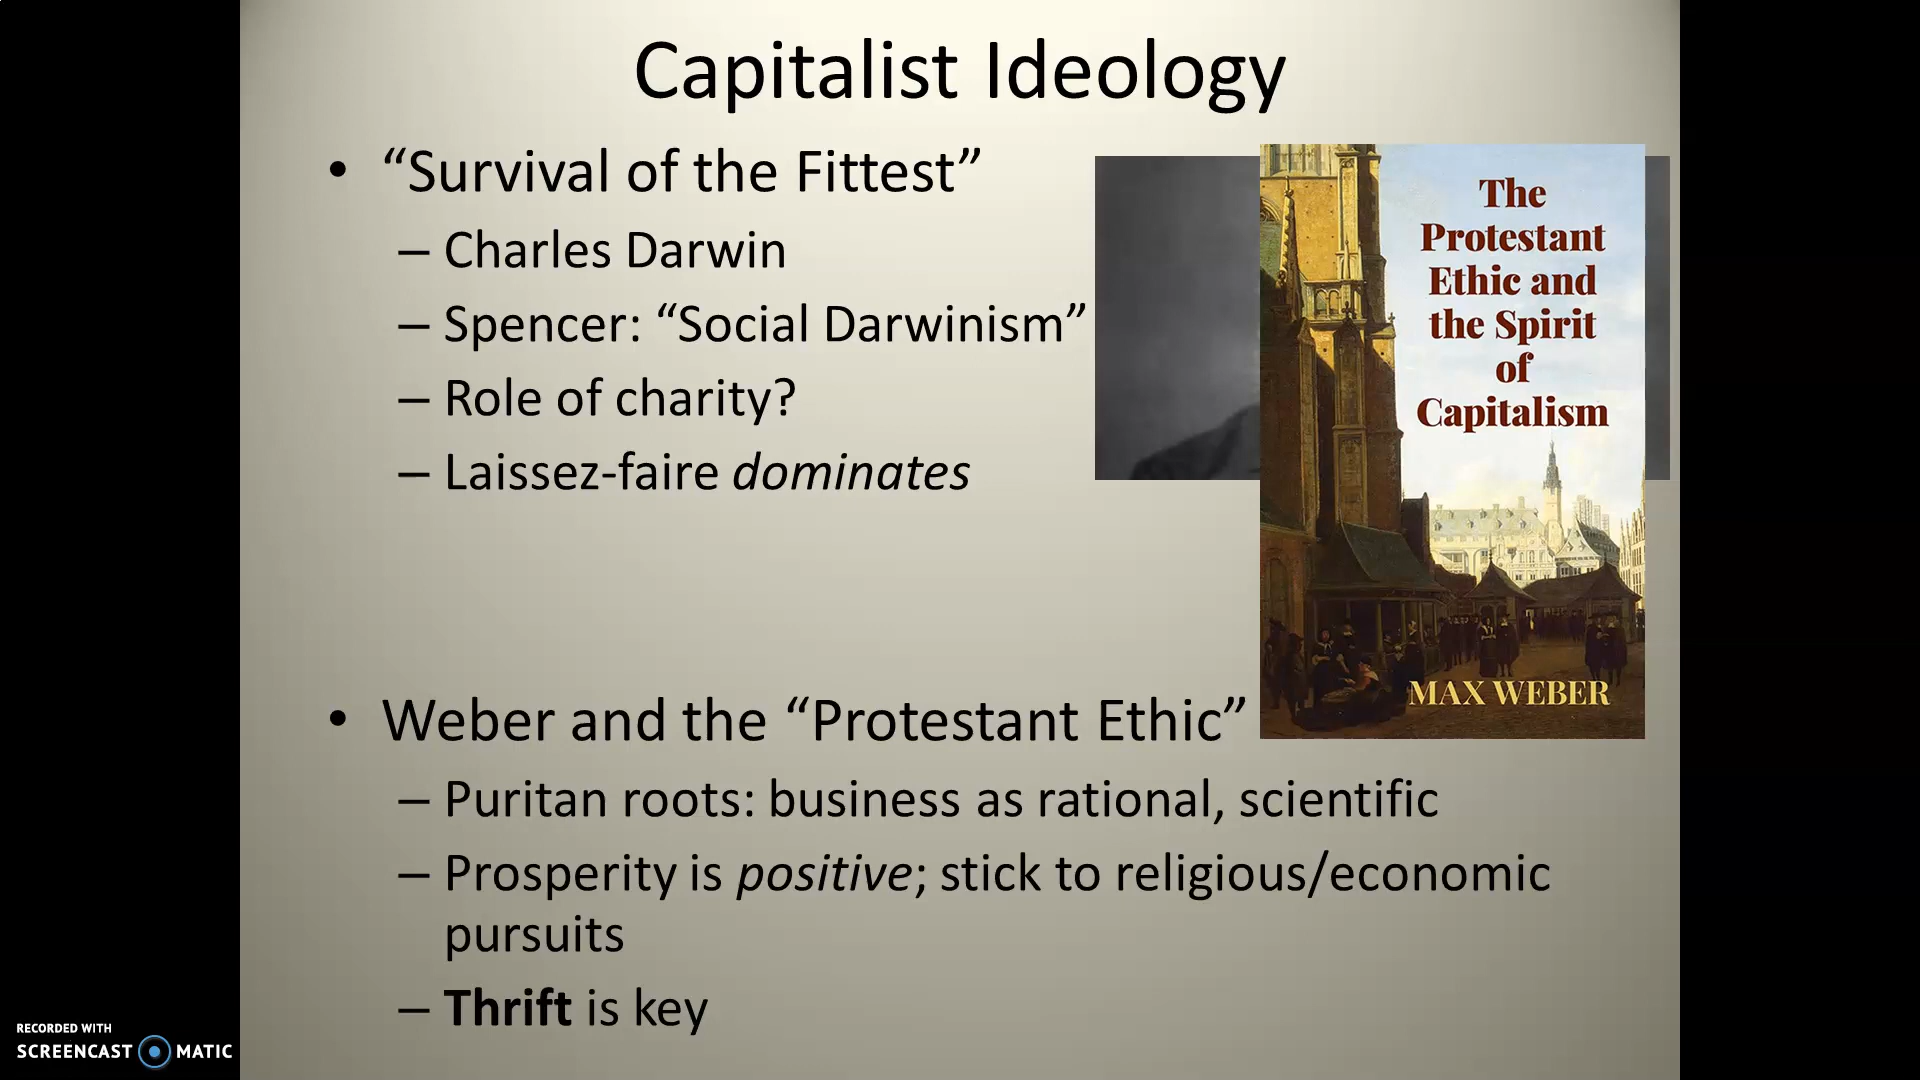 Capitalist Ideology
• “Survival of the Fittest”
– Charles Darwin
– Spencer: “Social Darwinism”
– Role of charity?
– Laissez-faire dominates
The
Protestant
Ethic and
the Spirit
of
Capitalism
MAX WEBER
• Weber and the “Protestant Ethic”
– Puritan roots: business as rational, scientific
– Prosperity is positive; stick to religious/economic
pursuits
– Thrift is key
RECORDED WITH
SCREENCAST MATIC